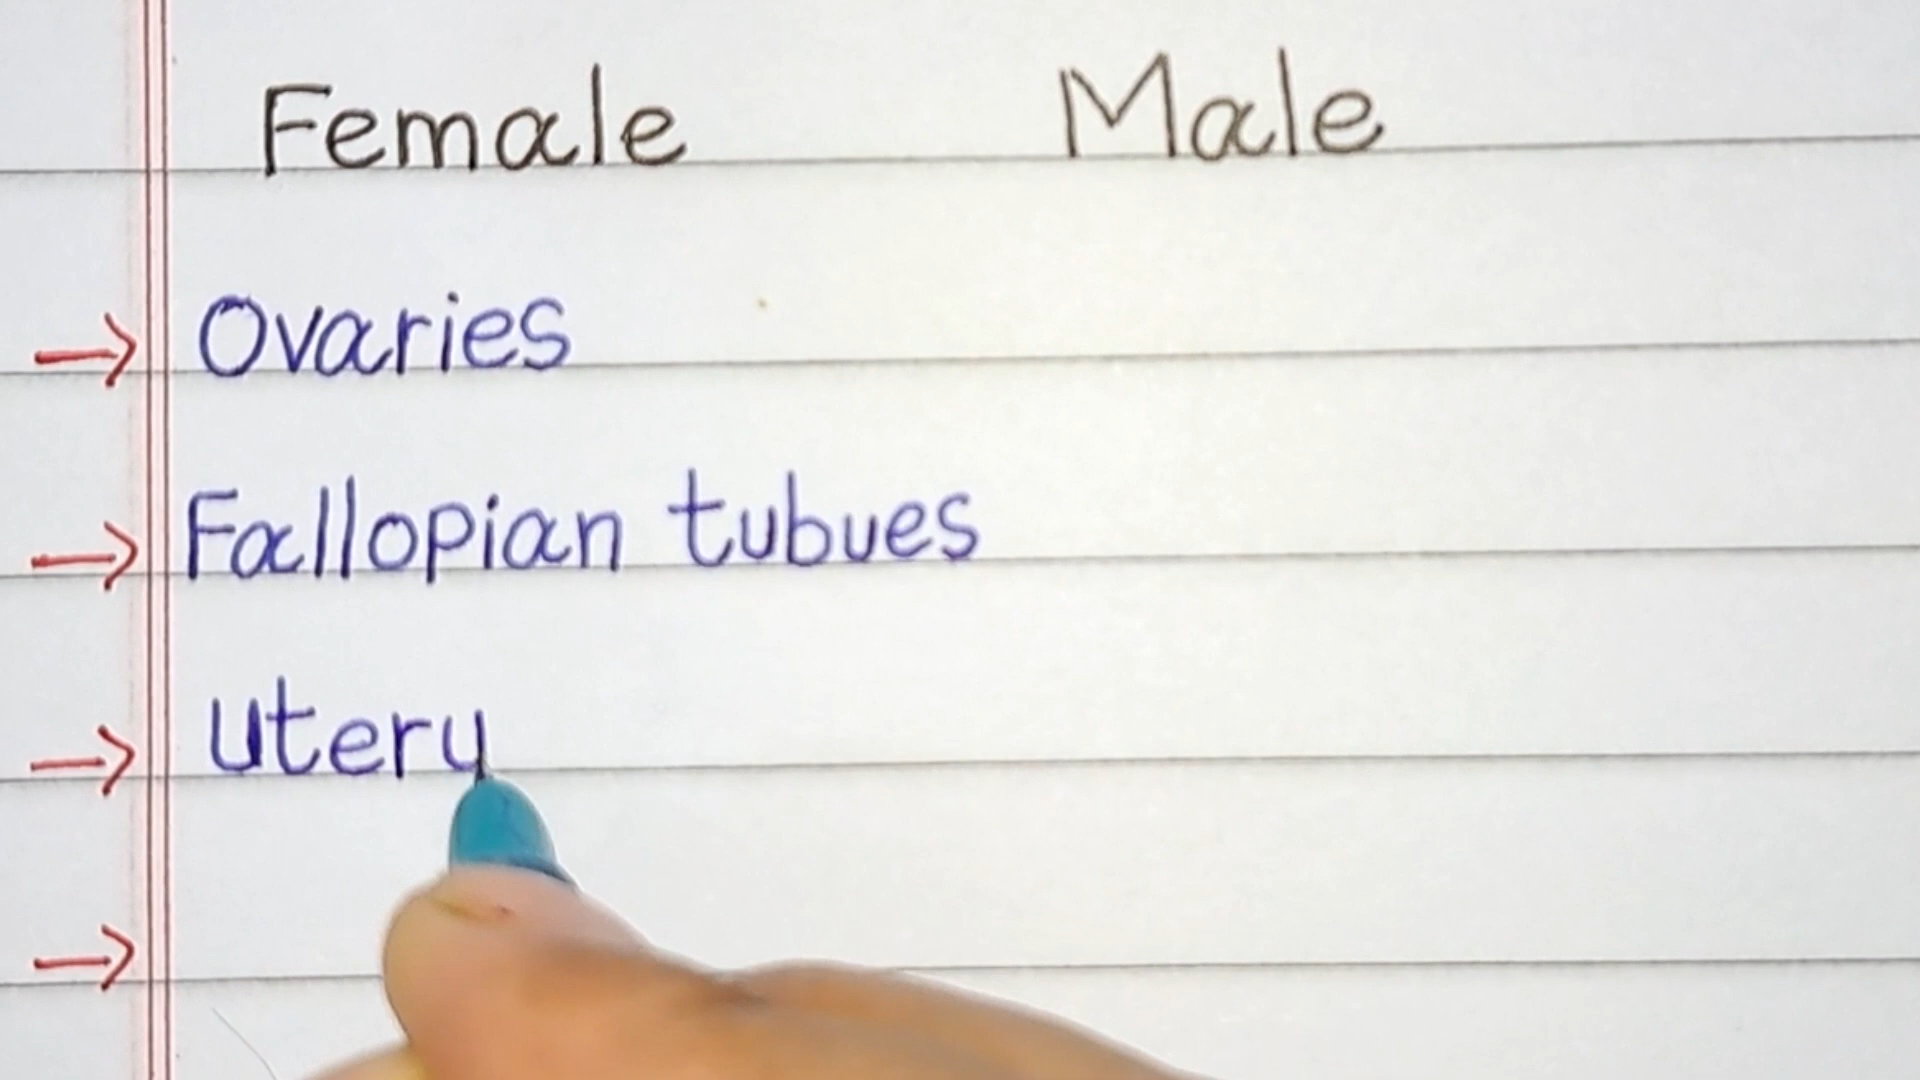 Female Male
→ Ovaries
→ Fallopian tubues
→ uteru
→